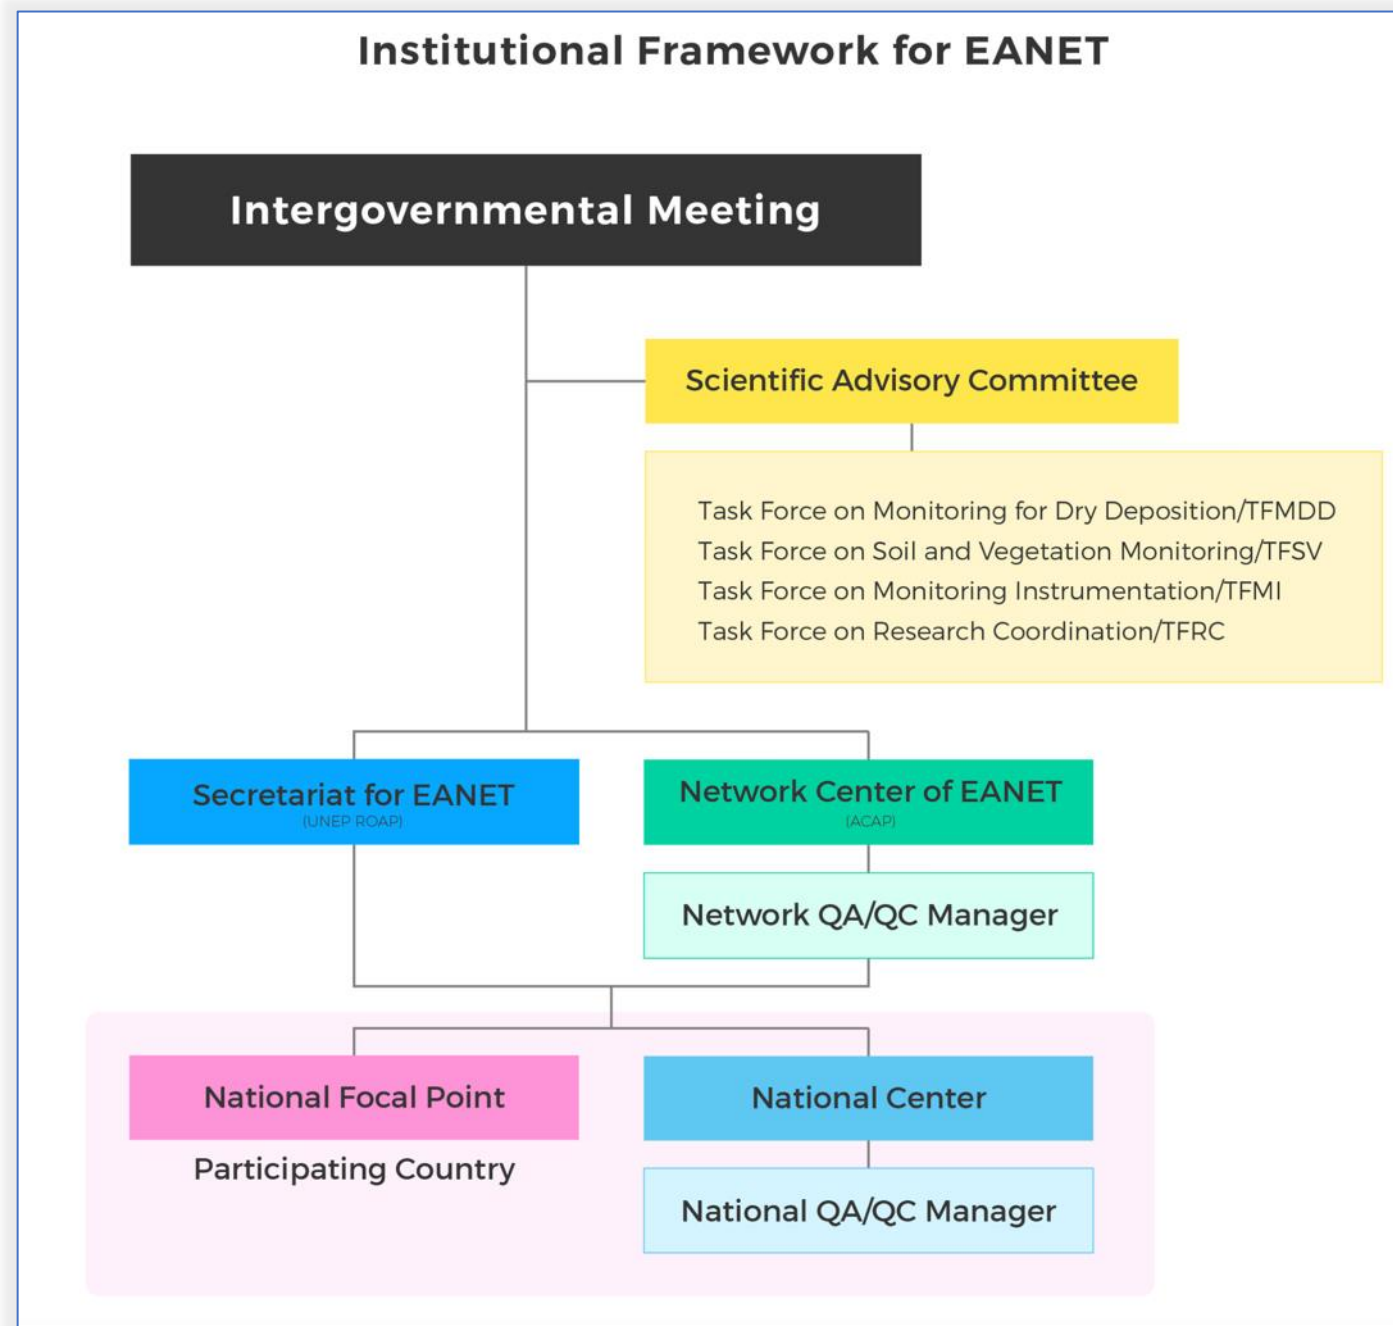 Institutional Framework for EANET
Intergovernmental Meeting
Scientific Advisory Committee
Task Force on Monitoring for Dry Deposition/TFMDD
Task Force on Soil and Vegetation Monitoring/TFSV
Task Force on Monitoring Instrumentation/TFMI
Task Force on Research Coordination/TFRC
Secretariat for EANET
(UNEP ROAP)
Network Center of EANET
(ACAP)
Network QA/QC Manager
National Focal Point
Participating Country
National Center
National QA/QC Manager